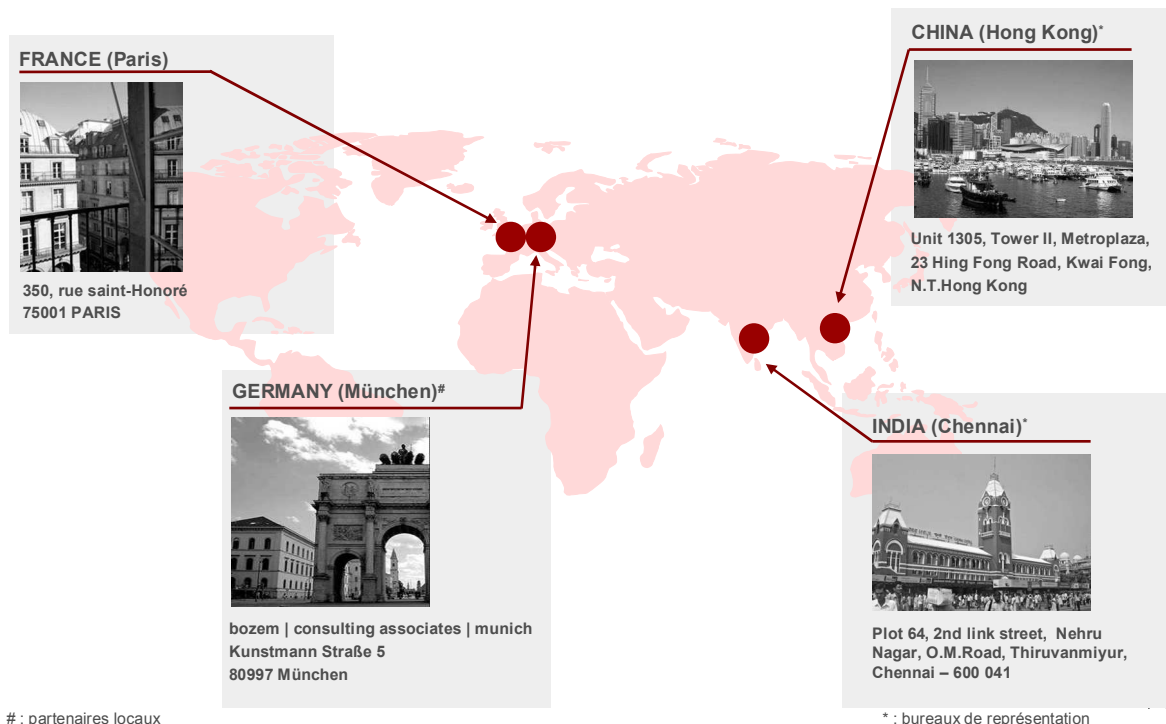 FRANCE (Paris)
350, rue saint-Honoré
75001 PARIS
CHINA (Hong Kong)*
Unit 1305, Tower II, Metroplaza,
23 Hing Fong Road, Kwai Fong,
N.T.Hong Kong
GERMANY (München)#
bozem | consulting associates | munich
Kunstmann Straße 5
80997 München
INDIA (Chennai)*
Plot 64, 2nd link street, Nehru
Nagar, O.M.Road, Thiruvanmiyur,
Chennai – 600 041
# : partenaires locaux
* : bureaux de représentation